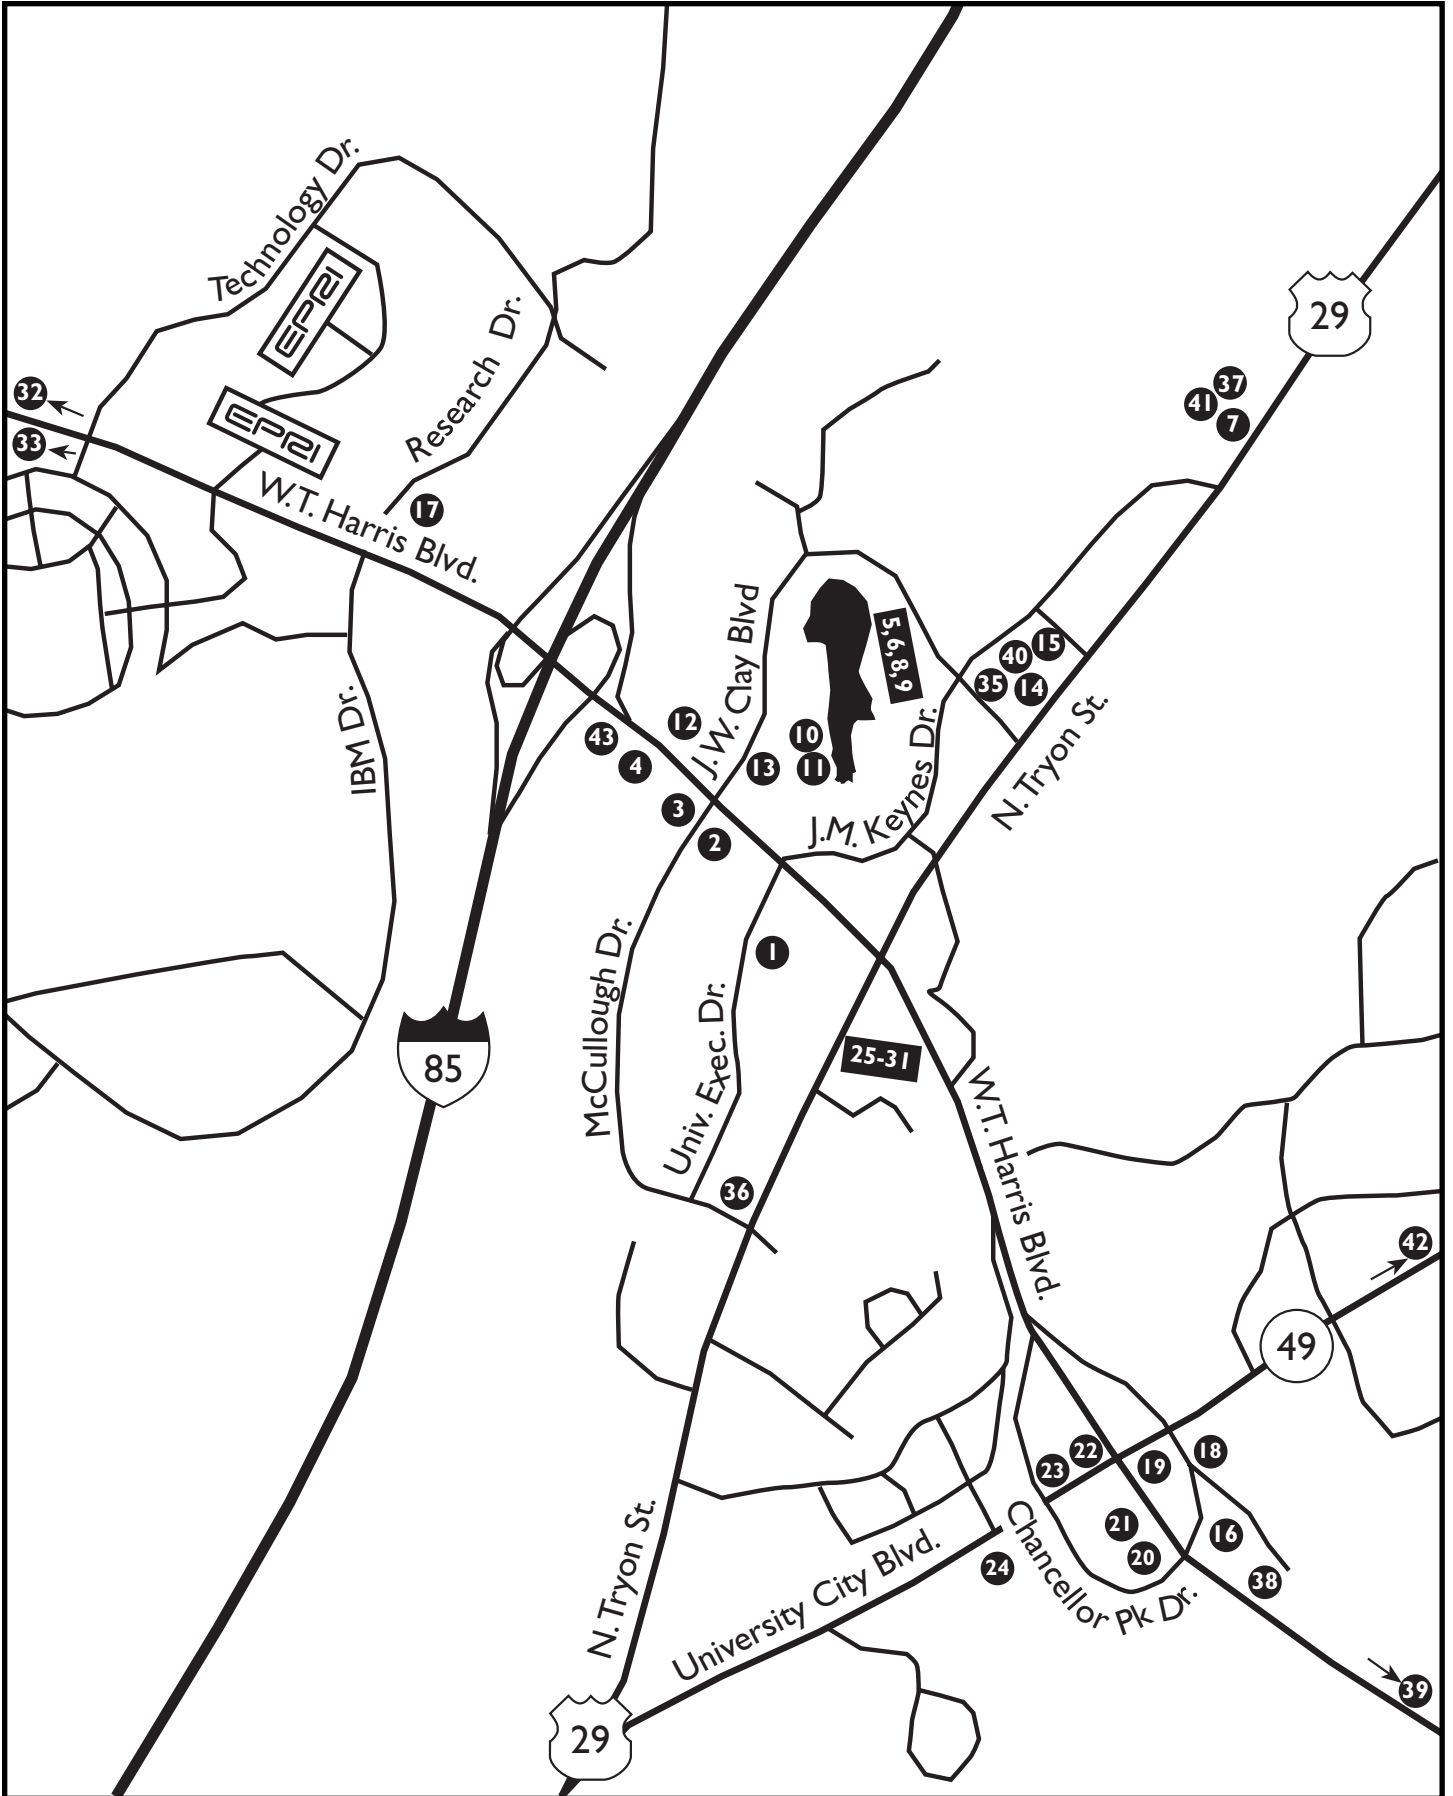 Technology Dr.
29
EPRI
Research Dr.
37
32
41
7
EPRI
33
W.T. Harris Blvd.
17
J.W. Clay Blvd
5,6,8,9
15
40
35
14
IBM Dr.
12
43
10
N. Tryon St.
4
13
11
3
J.M. Keynes Dr.
2
McCullough Dr.
1
Univ. Exec. Dr.
25-31
85
W.T. Harris Blvd.
36
42
49
22
18
23
19
N. Tryon St.
21
16
Chancellor Pk Dr.
20
University City Blvd.
24
38
39
29